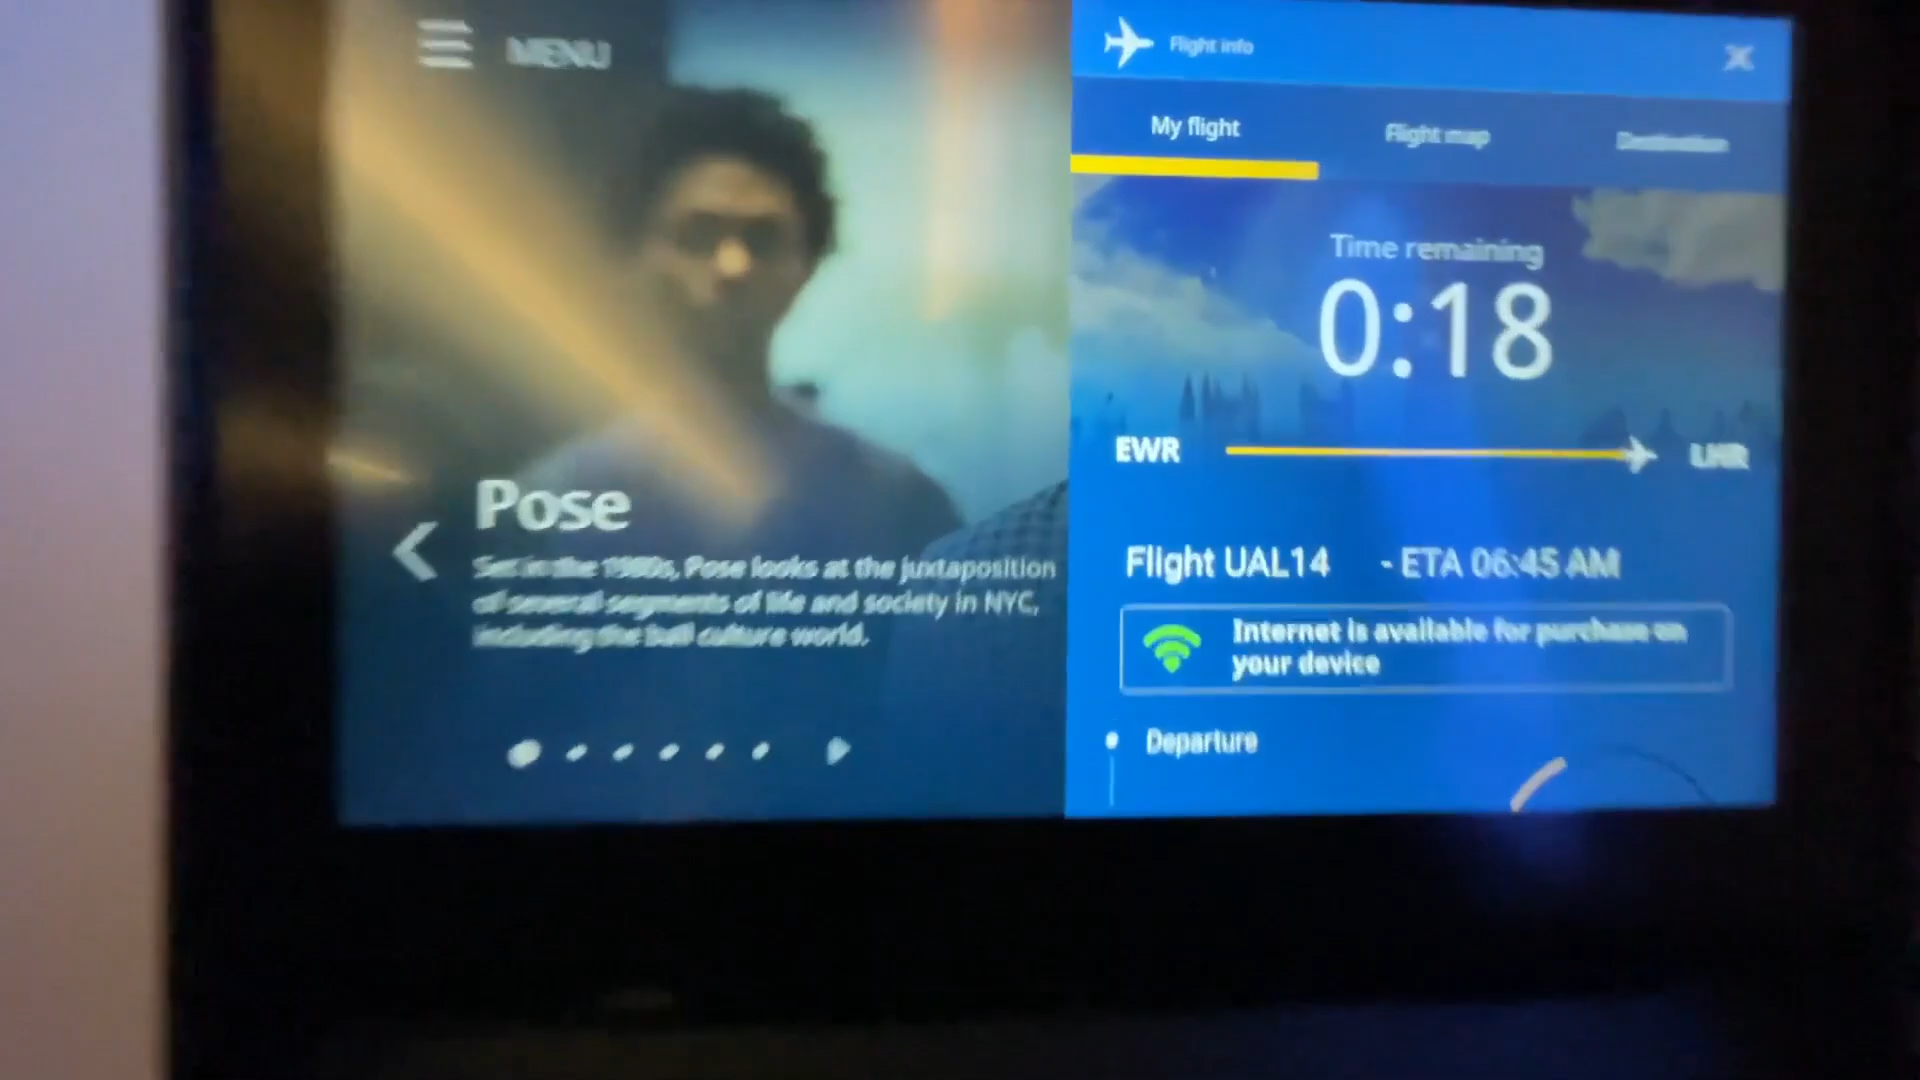 MENU
Pose
Set in the 1980s, Pose looks at the juxtaposition
of several segments of life and society in NYC,
including the ball culture world.
Flight info
My flight
Flight map
Destination
Time remaining
0:18
EWR
LHR
Flight UAL14 - ETA 06:45 AM
Internet is available for purchase on
your device
Departure